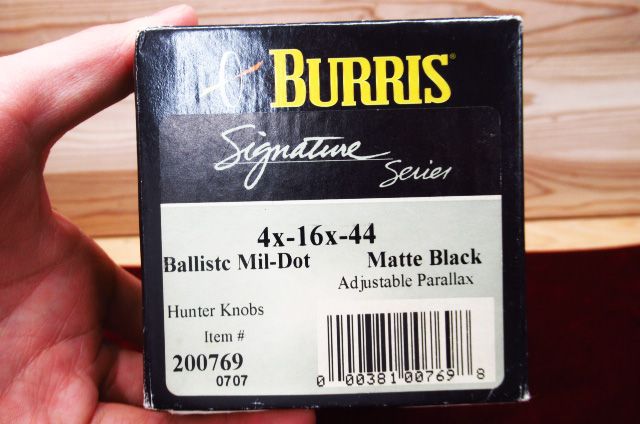 BURRIS
Signature
Series
4x-16x-44
Ballistc Mil-Dot Matte Black
Adjustable Parallax
Hunter Knobs
Item #
200769
0707
0 00381 00769 8